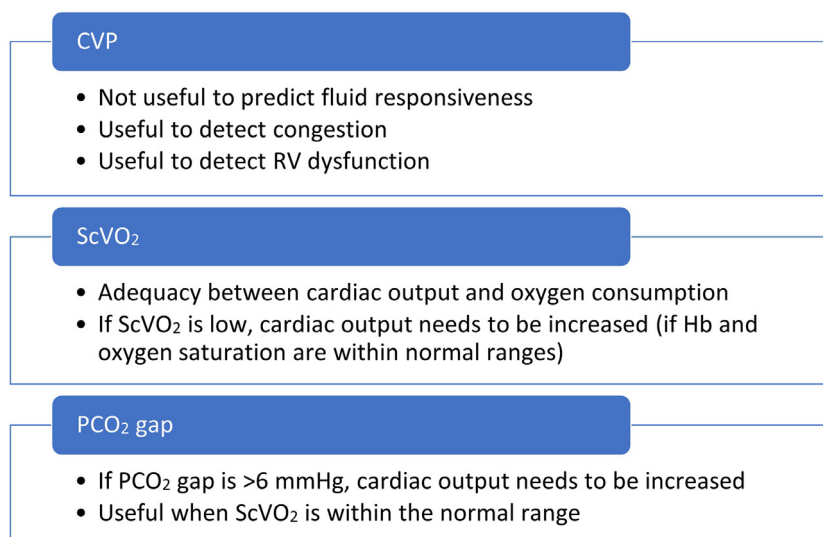 CVP
• Not useful to predict fluid responsiveness
• Useful to detect congestion
• Useful to detect RV dysfunction
ScVO₂
• Adequacy between cardiac output and oxygen consumption
• If ScVO₂ is low, cardiac output needs to be increased (if Hb and
oxygen saturation are within normal ranges)
PCO₂ gap
• If PCO₂ gap is >6 mmHg, cardiac output needs to be increased
• Useful when ScVO₂ is within the normal range